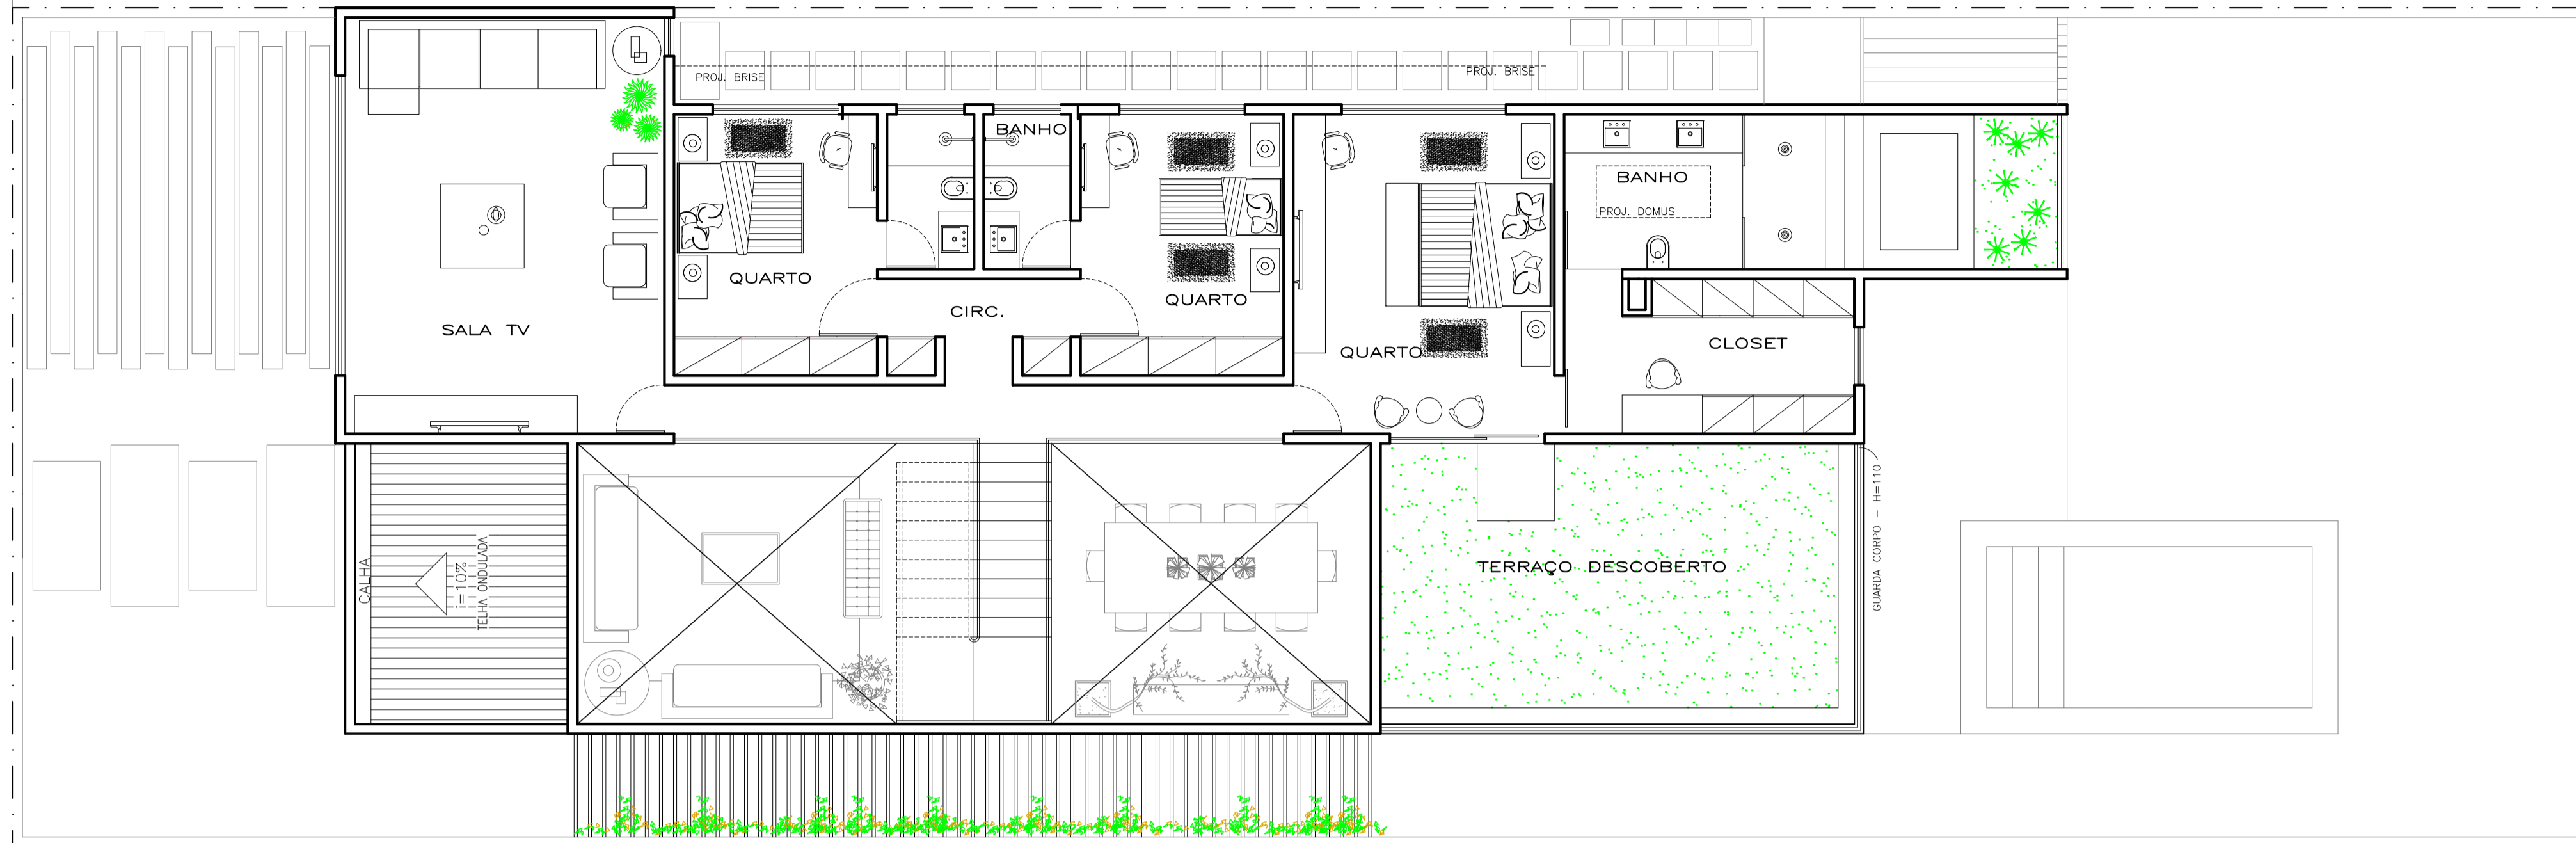 PROJ. BRISE
PROJ. BRISE
BANHO
BANHO
PROJ. DOMUS
QUARTO
QUARTO
CIRC.
SALA TV
QUARTO
CLOSET
CALHA
i=10%
TELHA ONDULADA
TERRAÇO DESCOBERTO
GUARDA CORPO - H=110